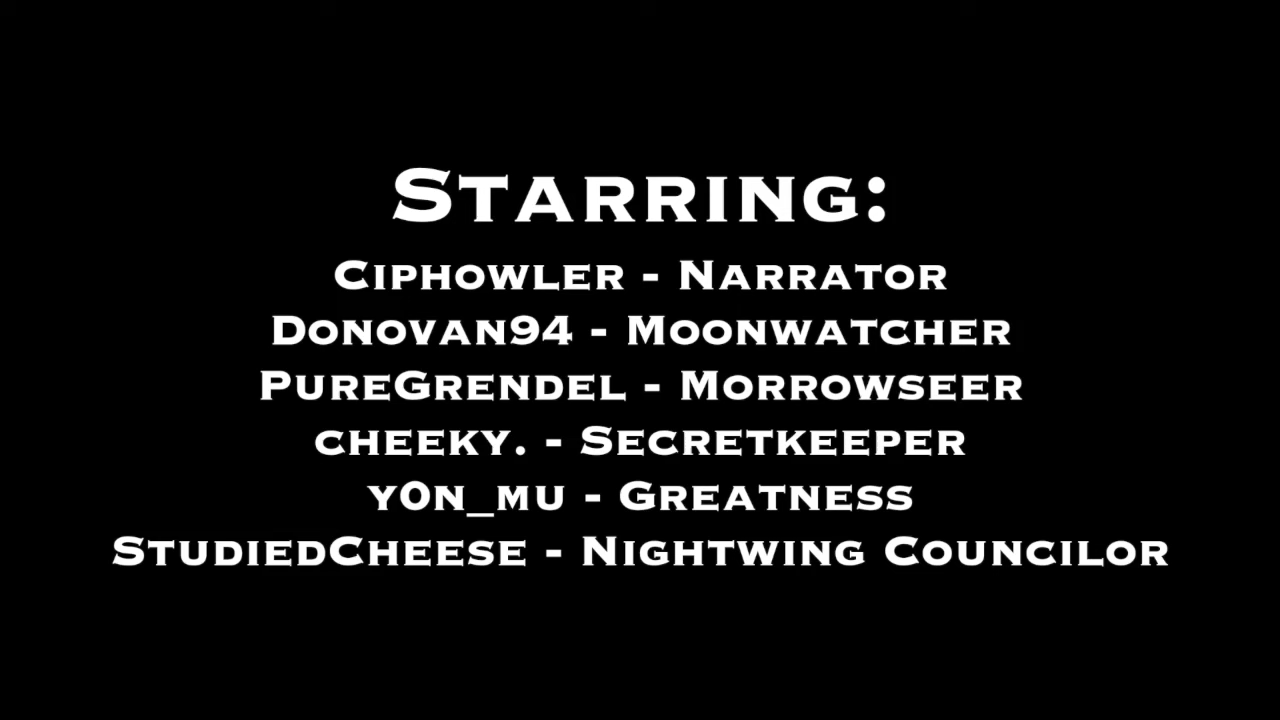 Starring:
Ciphowler - Narrator
Donovan94 - Moonwatcher
PureGrendel - Morrowseer
cheeky. - Secretkeeper
y0n_mu - Greatness
StudiedCheese - Nightwing Councilor